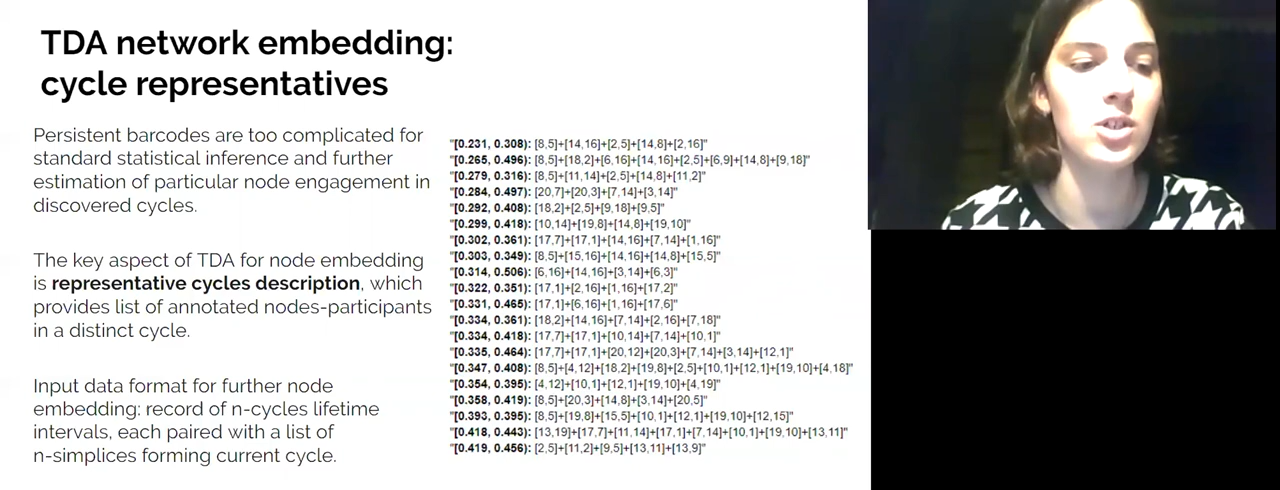 TDA network embedding:
cycle representatives
Persistent barcodes are too complicated for
standard statistical inference and further
estimation of particular node engagement in
discovered cycles.
The key aspect of TDA for node embedding
is representative cycles description, which
provides list of annotated nodes-participants
in a distinct cycle.
Input data format for further node
embedding: record of n-cycles lifetime
intervals, each paired with a list of
n-simplices forming current cycle.
"[0.231, 0.308): [8,5]+[14,16]+[2,5]+[14,8]+[2,16]"
"[0.265, 0.496): [8,5]+[18,2]+[6,16]+[14,16]+[2,5]+[6,9]+[14,8]+[9,18]"
"[0.279, 0.316): [8,5]+[11,14]+[2,5]+[14,8]+[11,2]"
"[0.284, 0.497): [20,7]+[20,3]+[7,14]+[3,14]"
"[0.292, 0.408): [18,2]+[2,5]+[9,18]+[9,5]"
"[0.299, 0.418): [10,14]+[19,8]+[14,8]+[19,10]"
"[0.302, 0.361): [17,7]+[17,1]+[14,16]+[7,14]+[1,16]"
"[0.303, 0.349): [8,5]+[15,16]+[14,16]+[14,8]+[15,5]"
"[0.314, 0.506): [6,16]+[14,16]+[3,14]+[6,3]"
"[0.322, 0.351): [17,1]+[2,16]+[1,16]+[17,2]"
"[0.331, 0.465): [17,1]+[6,16]+[1,16]+[17,6]"
"[0.334, 0.361): [18,2]+[14,16]+[7,14]+[2,16]+[7,18]"
"[0.334, 0.418): [17,7]+[17,1]+[10,14]+[7,14]+[10,1]"
"[0.335, 0.464): [17,7]+[17,1]+[20,12]+[20,3]+[7,14]+[3,14]+[12,1]"
"[0.347, 0.408): [8,5]+[4,12]+[18,2]+[19,8]+[2,5]+[10,1]+[12,1]+[19,10]+[4,18]"
"[0.354, 0.395): [4,12]+[10,1]+[12,1]+[19,10]+[4,19]"
"[0.358, 0.419): [8,5]+[20,3]+[14,8]+[3,14]+[20,5]"
"[0.393, 0.395): [8,5]+[19,8]+[15,5]+[10,1]+[12,1]+[19,10]+[12,15]"
"[0.418, 0.443): [13,19]+[17,7]+[11,14]+[17,1]+[7,14]+[10,1]+[19,10]+[13,11]"
"[0.419, 0.456): [2,5]+[11,2]+[9,5]+[13,11]+[13,9]"